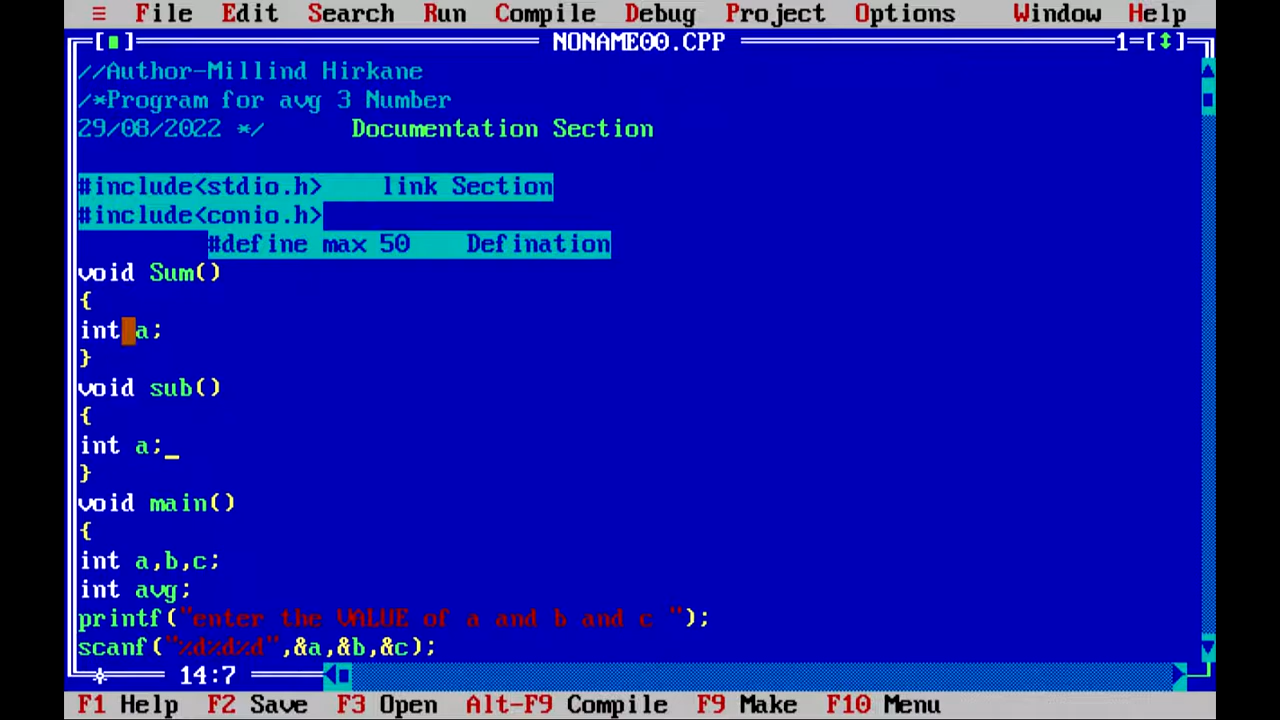 ≡ File Edit Search Run Compile Debug Project Options Window Help
[■] NONAME00.CPP 1=[↕]
//Author-Millind Hirkane
/*Program for avg 3 Number
29/08/2022 */ Documentation Section
#include<stdio.h> link Section
#include<conio.h>
#define max 50 Defination
void Sum()
{
int a;
}
void sub()
{
int a;_
}
void main()
{
int a,b,c;
int avg;
printf("enter the VALUE of a and b and c ");
scanf("%d%d%d",&a,&b,&c);
14:7
F1 Help F2 Save F3 Open Alt-F9 Compile F9 Make F10 Menu